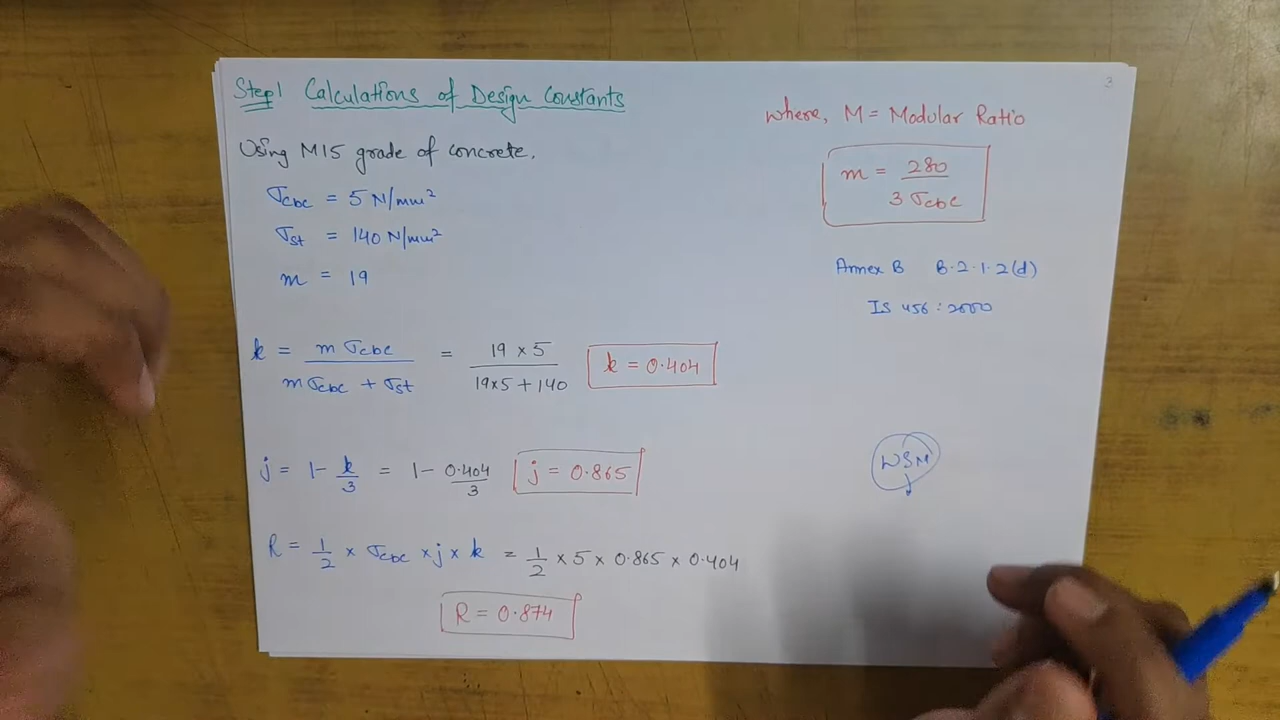 3
Step1 Calculations of Design Constants
where, M = Modular Ratio
Using M15 grade of concrete.
m = 280 / 3 σcbc
σcbc = 5 N/mm²
σst = 140 N/mm²
m = 19
Annex B B.2.1.2(d)
IS 456 : 2000
k = m σcbc / m σcbc + σst = 19 × 5 / 19×5 + 140 k = 0.404
WSM
j = 1 - k/3 = 1 - 0.404/3 j = 0.865
R = 1/2 × σcbc × j × k = 1/2 × 5 × 0.865 × 0.404
R = 0.874